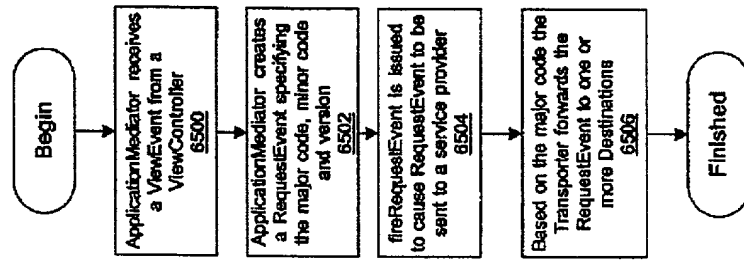 Begin
ApplicationMediator receives
a ViewEvent from a
ViewController
6500
ApplicationMediator creates
a RequestEvent specifying
the major code, minor code
and version
6502
fireRequestEvent is issued
to cause RequestEvent to be
sent to a service provider
6504
Based on the major code the
Transporter forwards the
RequestEvent to one or
more Destinations
6506
Finished